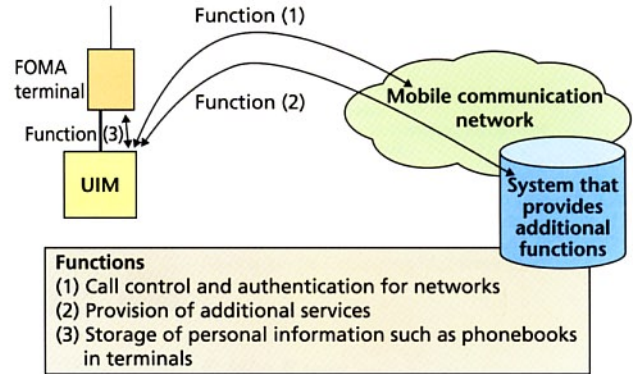 Function (1)
FOMA
terminal
Function (2)
Mobile communication
network
Function (3)
UIM
System that
provides
additional
functions
Functions
(1) Call control and authentication for networks
(2) Provision of additional services
(3) Storage of personal information such as phonebooks
in terminals